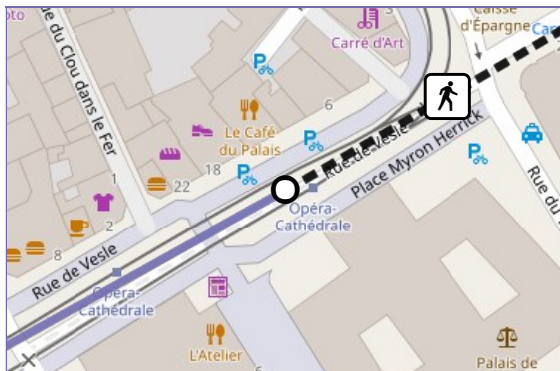 Caisse
d'Épargne
Carré d'Art
Rue du Clou dans le Fer
6
Le Café
du Palais
Rue de Vesle
Place Myron Herrick
18
22
1
2
8
Opéra-
Cathédrale
Rue de Vesle
Opéra-
Cathédrale
L'Atelier
Rue du
Palais de
6